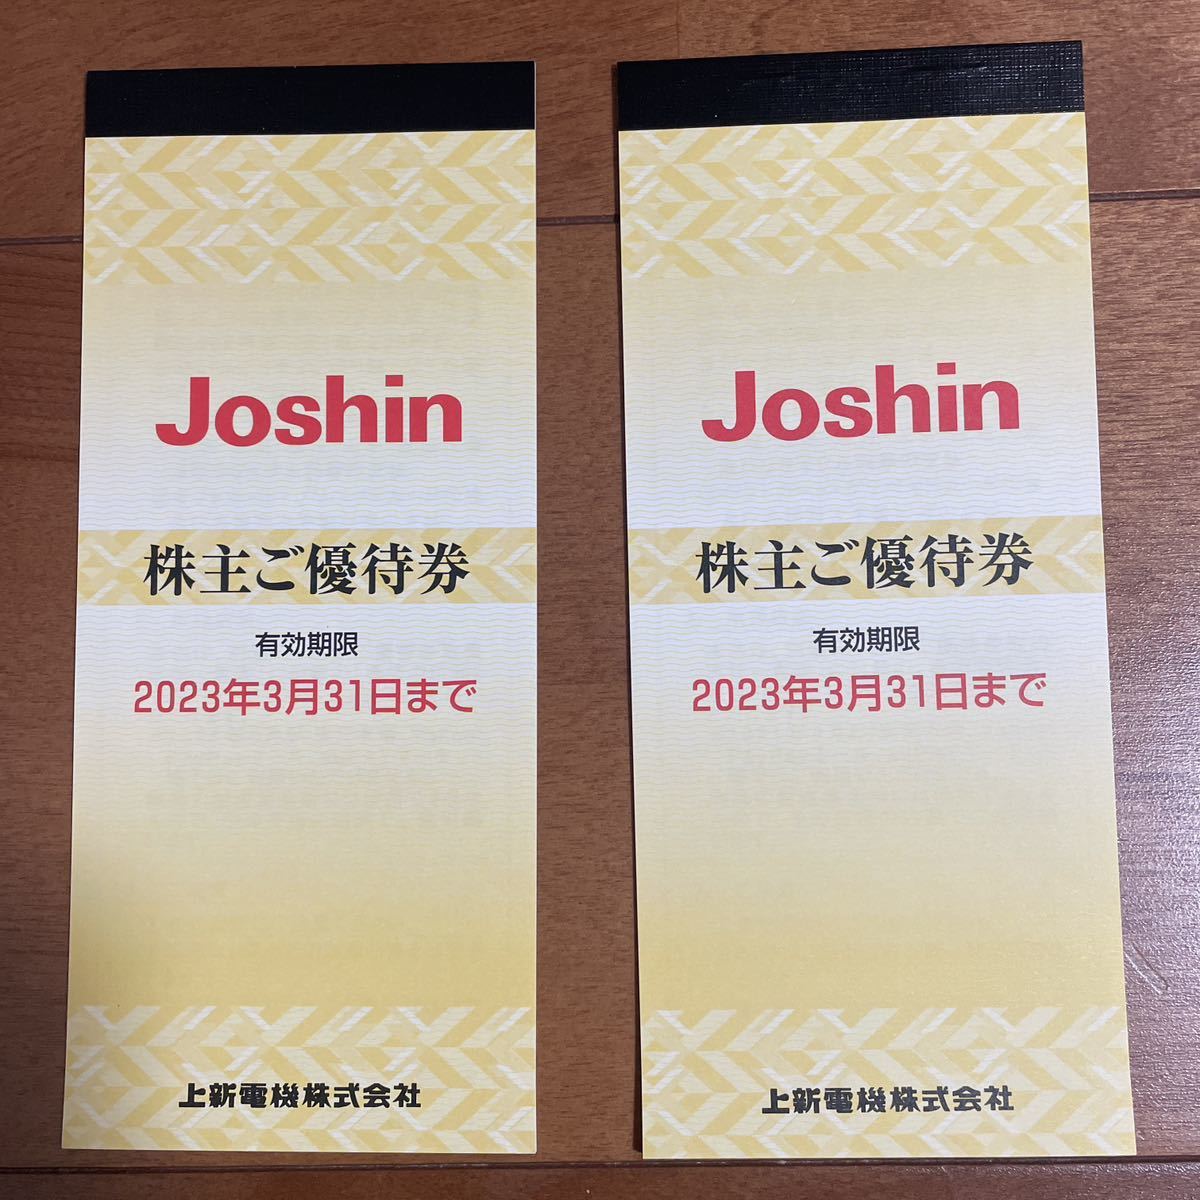 Joshin
株主ご優待券
有効期限
2023年3月31日まで
上新電機株式会社
Joshin
株主ご優待券
有効期限
2023年3月31日まで
上新電機株式会社